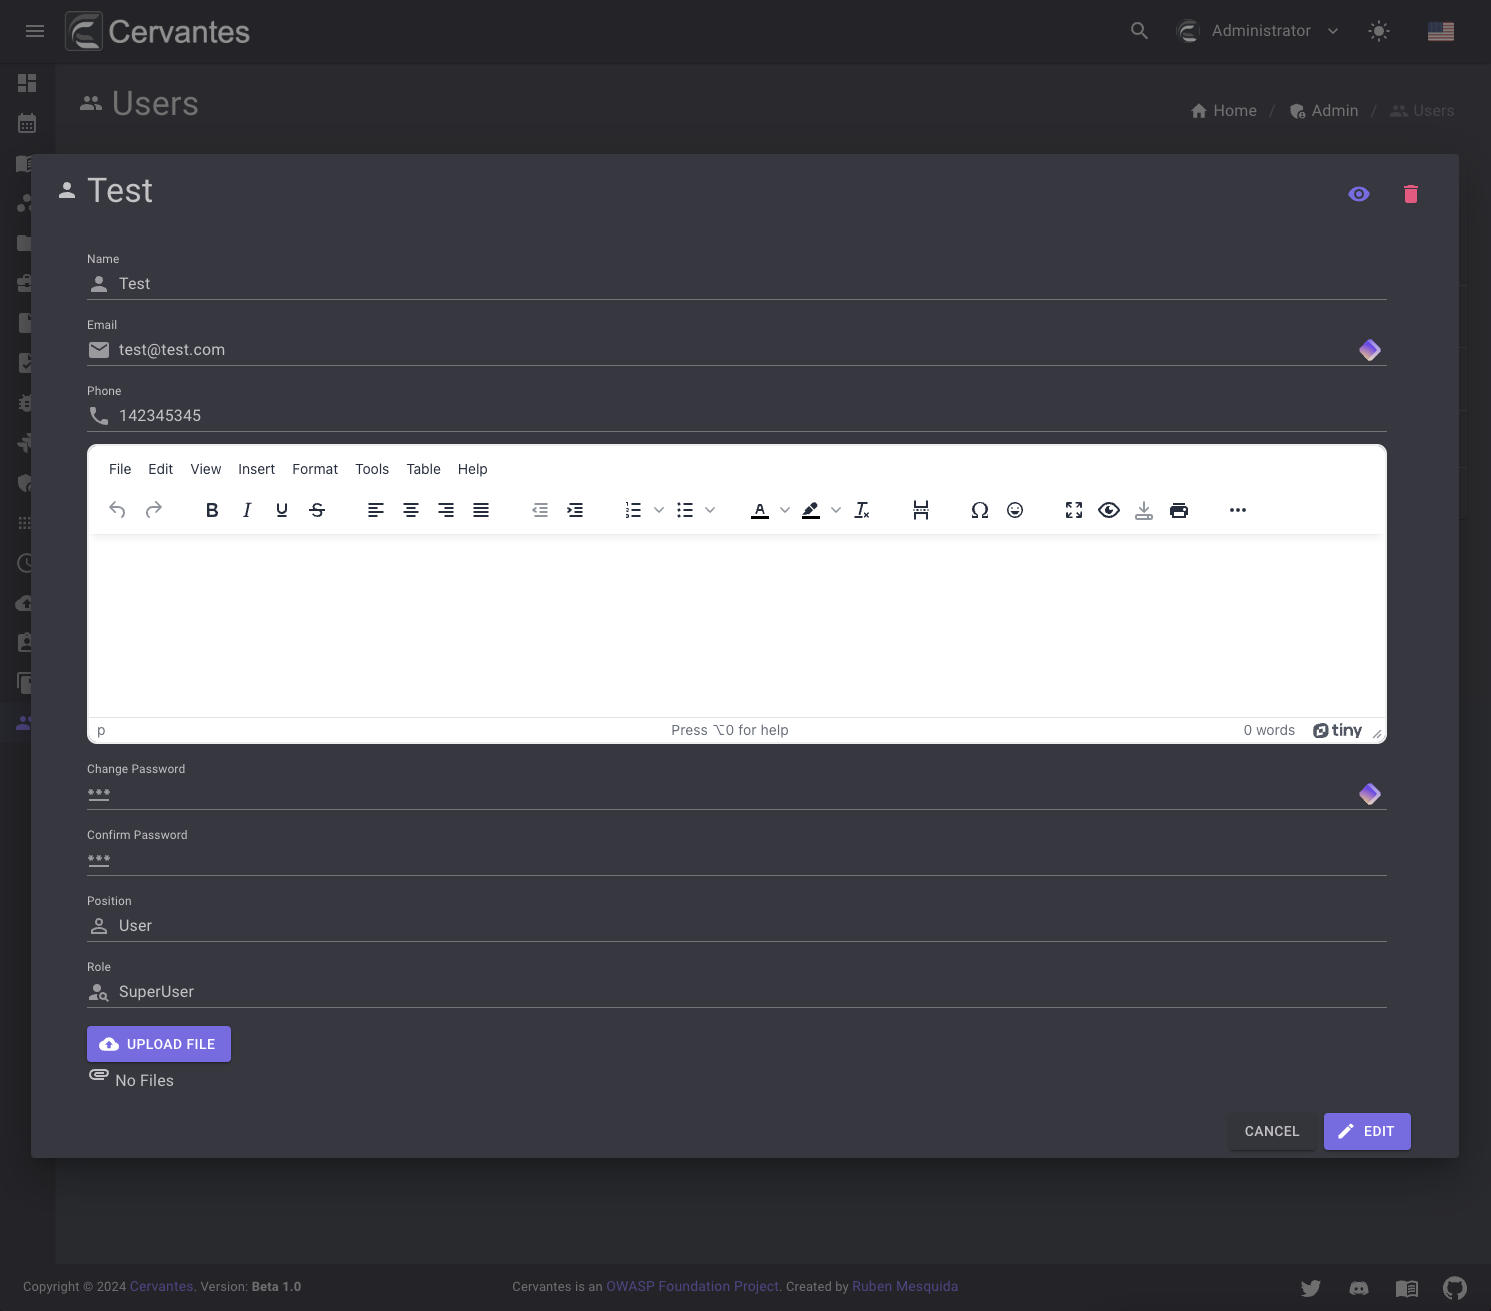 Cervantes
Administrator
Users
Home / Admin / Users
Test
Name
Test
Email
test@test.com
Phone
142345345
File Edit View Insert Format Tools Table Help
p Press ⌥0 for help 0 words tiny
Change Password
Confirm Password
Position
User
Role
SuperUser
UPLOAD FILE
No Files
CANCEL EDIT
Copyright © 2024 Cervantes. Version: Beta 1.0 Cervantes is an OWASP Foundation Project. Created by Ruben Mesquida